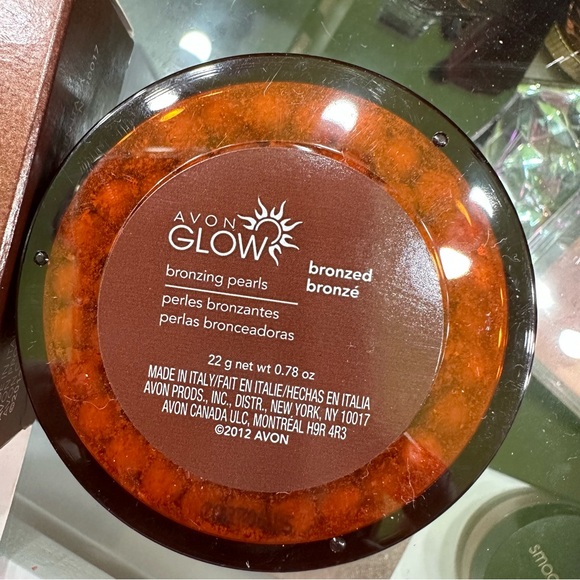 AVON
GLOW
bronzing pearls
bronzed
bronzé
perles bronzantes
perlas bronceadoras
22 g net wt 0.78 oz
MADE IN ITALY/FAIT EN ITALIE/HECHAS EN ITALIA
AVON PRODS., INC., DISTR., NEW YORK, NY 10017
AVON CANADA ULC, MONTRÉAL H9R 4R3
©2012 AVON
smoo